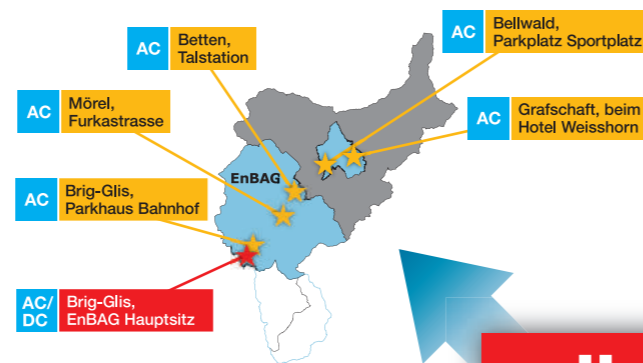 AC
Betten,
Talstation
AC
Bellwald,
Parkplatz Sportplatz
AC
Mörel,
Furkastrasse
AC
Grafschaft, beim
Hotel Weisshorn
EnBAG
AC
Brig-Glis,
Parkhaus Bahnhof
AC/
DC
Brig-Glis,
EnBAG Hauptsitz